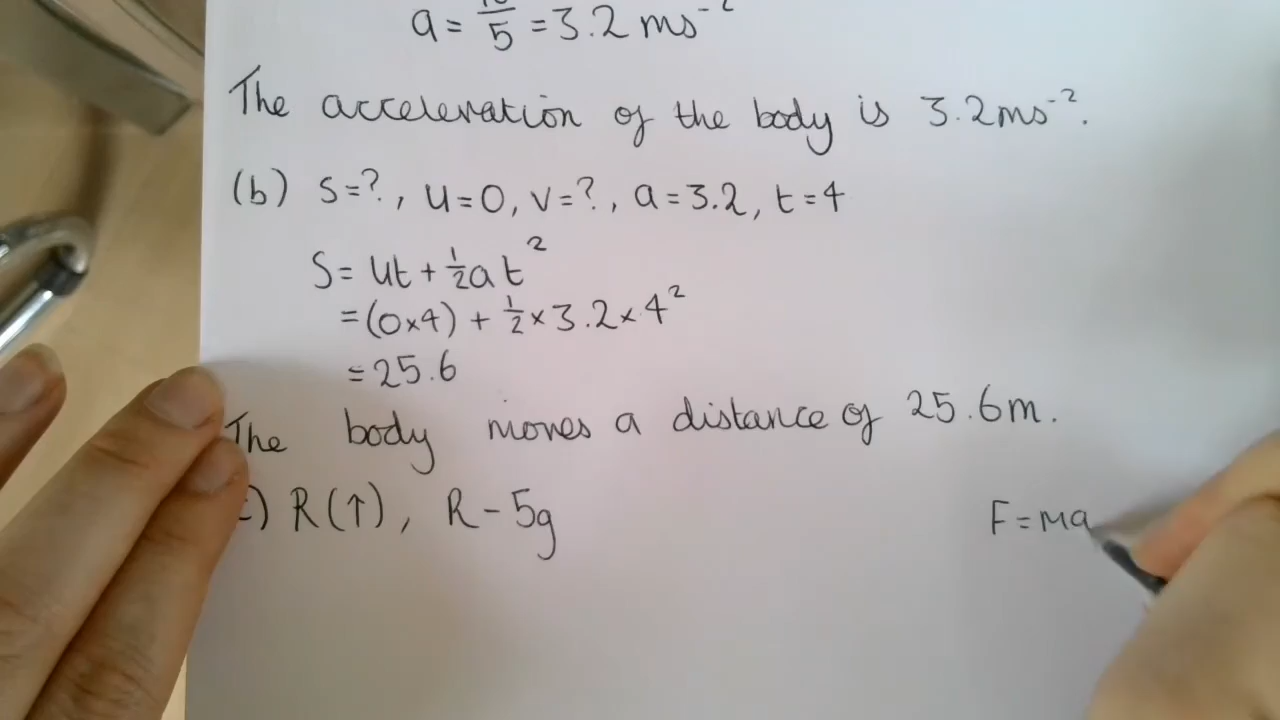 a = 16/5 = 3.2 ms⁻²
The acceleration of the body is 3.2ms⁻².
(b) s=?, u=0, v=?, a=3.2, t=4
s= ut + ½at²
= (0×4) + ½×3.2×4²
= 25.6
The body moves a distance of 25.6m.
c) R(↑), R - 5g F=ma